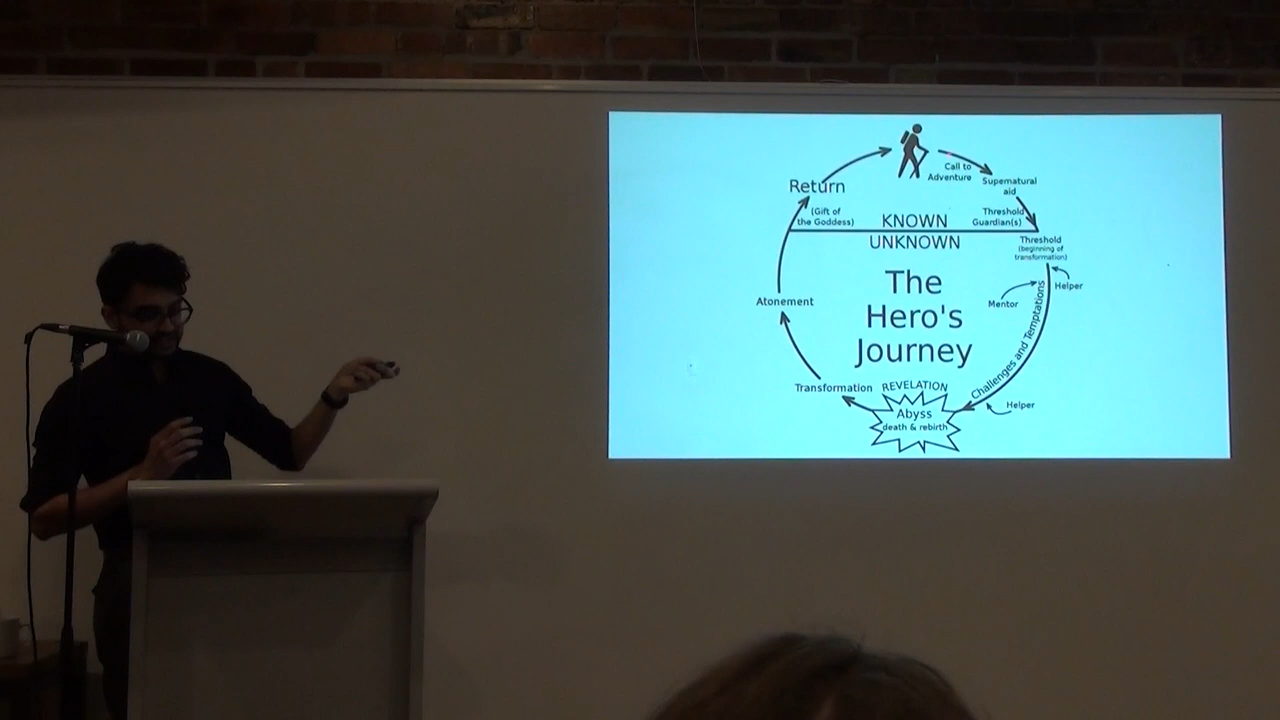 Call to
Adventure
Supernatural
aid
Return
(Gift of
the Goddess)
KNOWN
Threshold
Guardian(s)
UNKNOWN
Threshold
(beginning of
transformation)
Helper
Mentor
The
Hero's
Journey
Challenges and Temptations
Atonement
Transformation
REVELATION
Abyss
death & rebirth
Helper